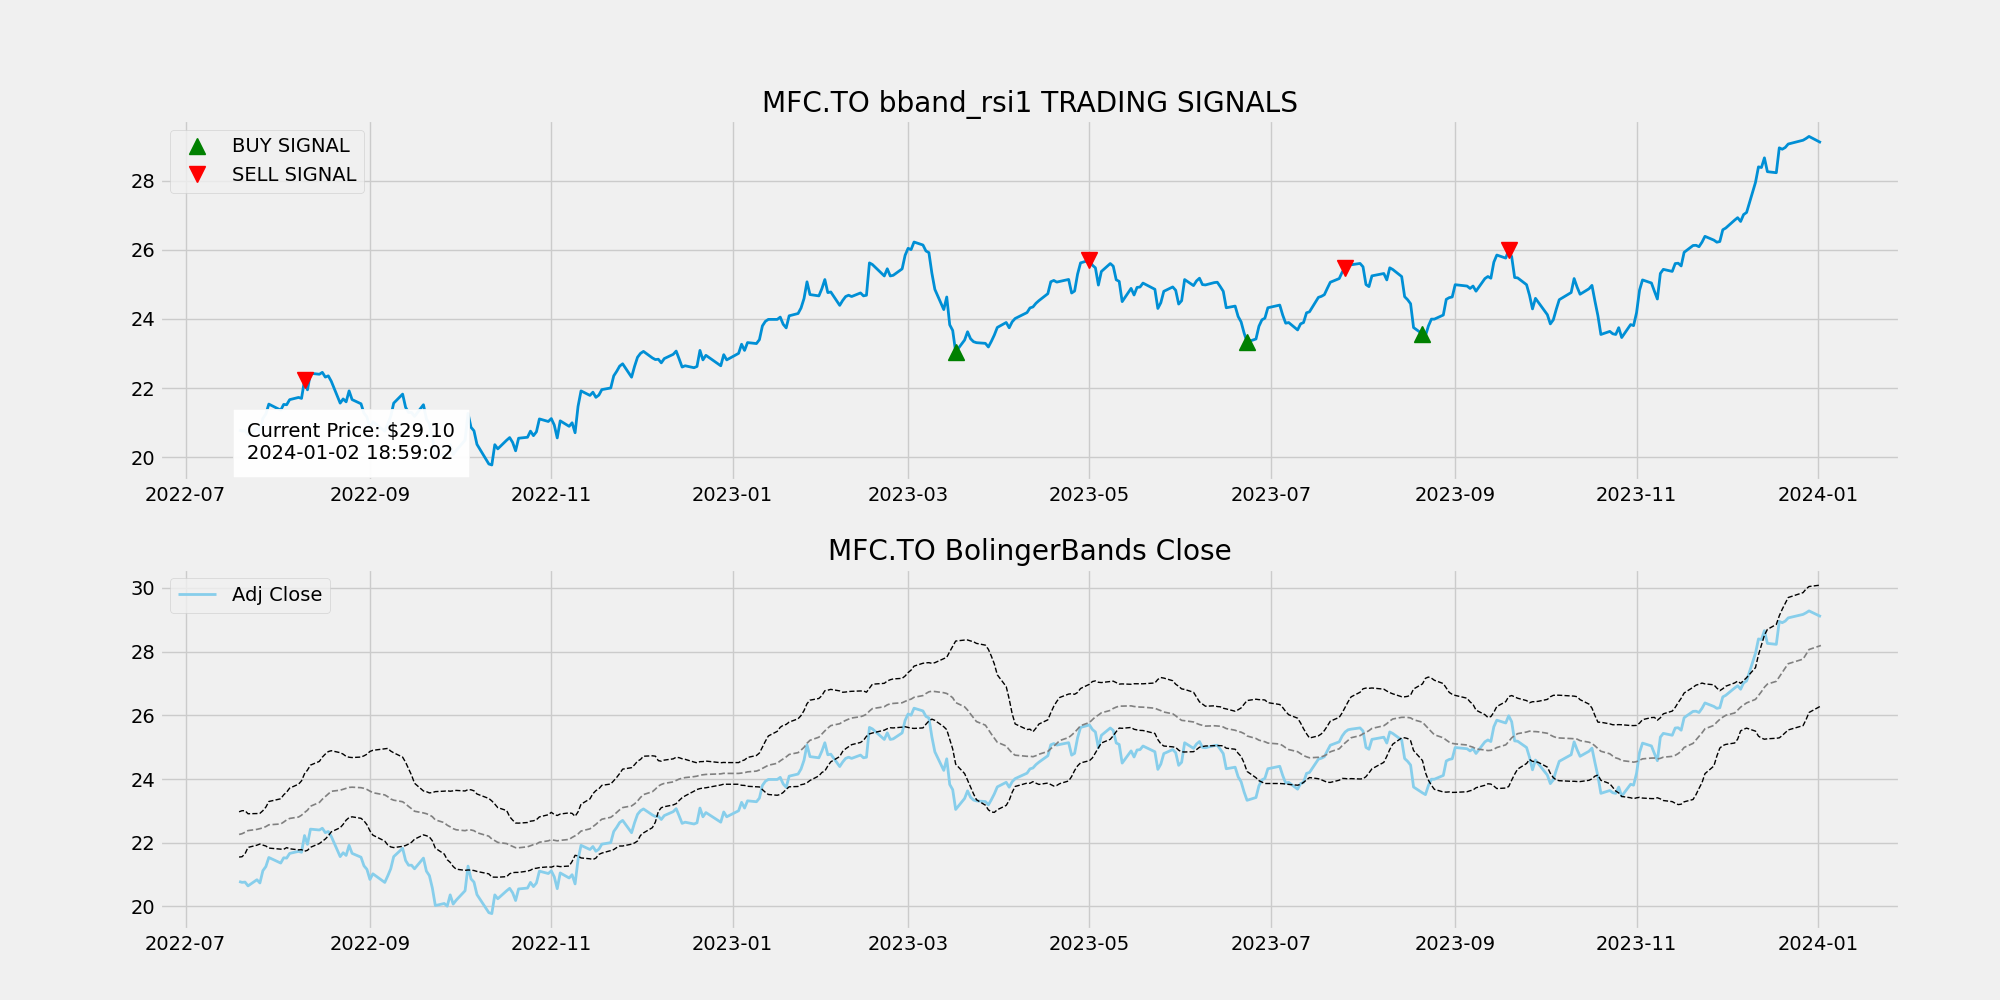 MFC.TO bband_rsi1 TRADING SIGNALS
BUY SIGNAL
SELL SIGNAL
28
26
24
22
20
Current Price: $29.10
2024-01-02 18:59:02
2022-07 2022-09 2022-11 2023-01 2023-03 2023-05 2023-07 2023-09 2023-11 2024-01
MFC.TO BolingerBands Close
Adj Close
30
28
26
24
22
20
2022-07 2022-09 2022-11 2023-01 2023-03 2023-05 2023-07 2023-09 2023-11 2024-01